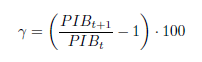 γ = (PIB_{t+1} / PIB_t − 1) · 100